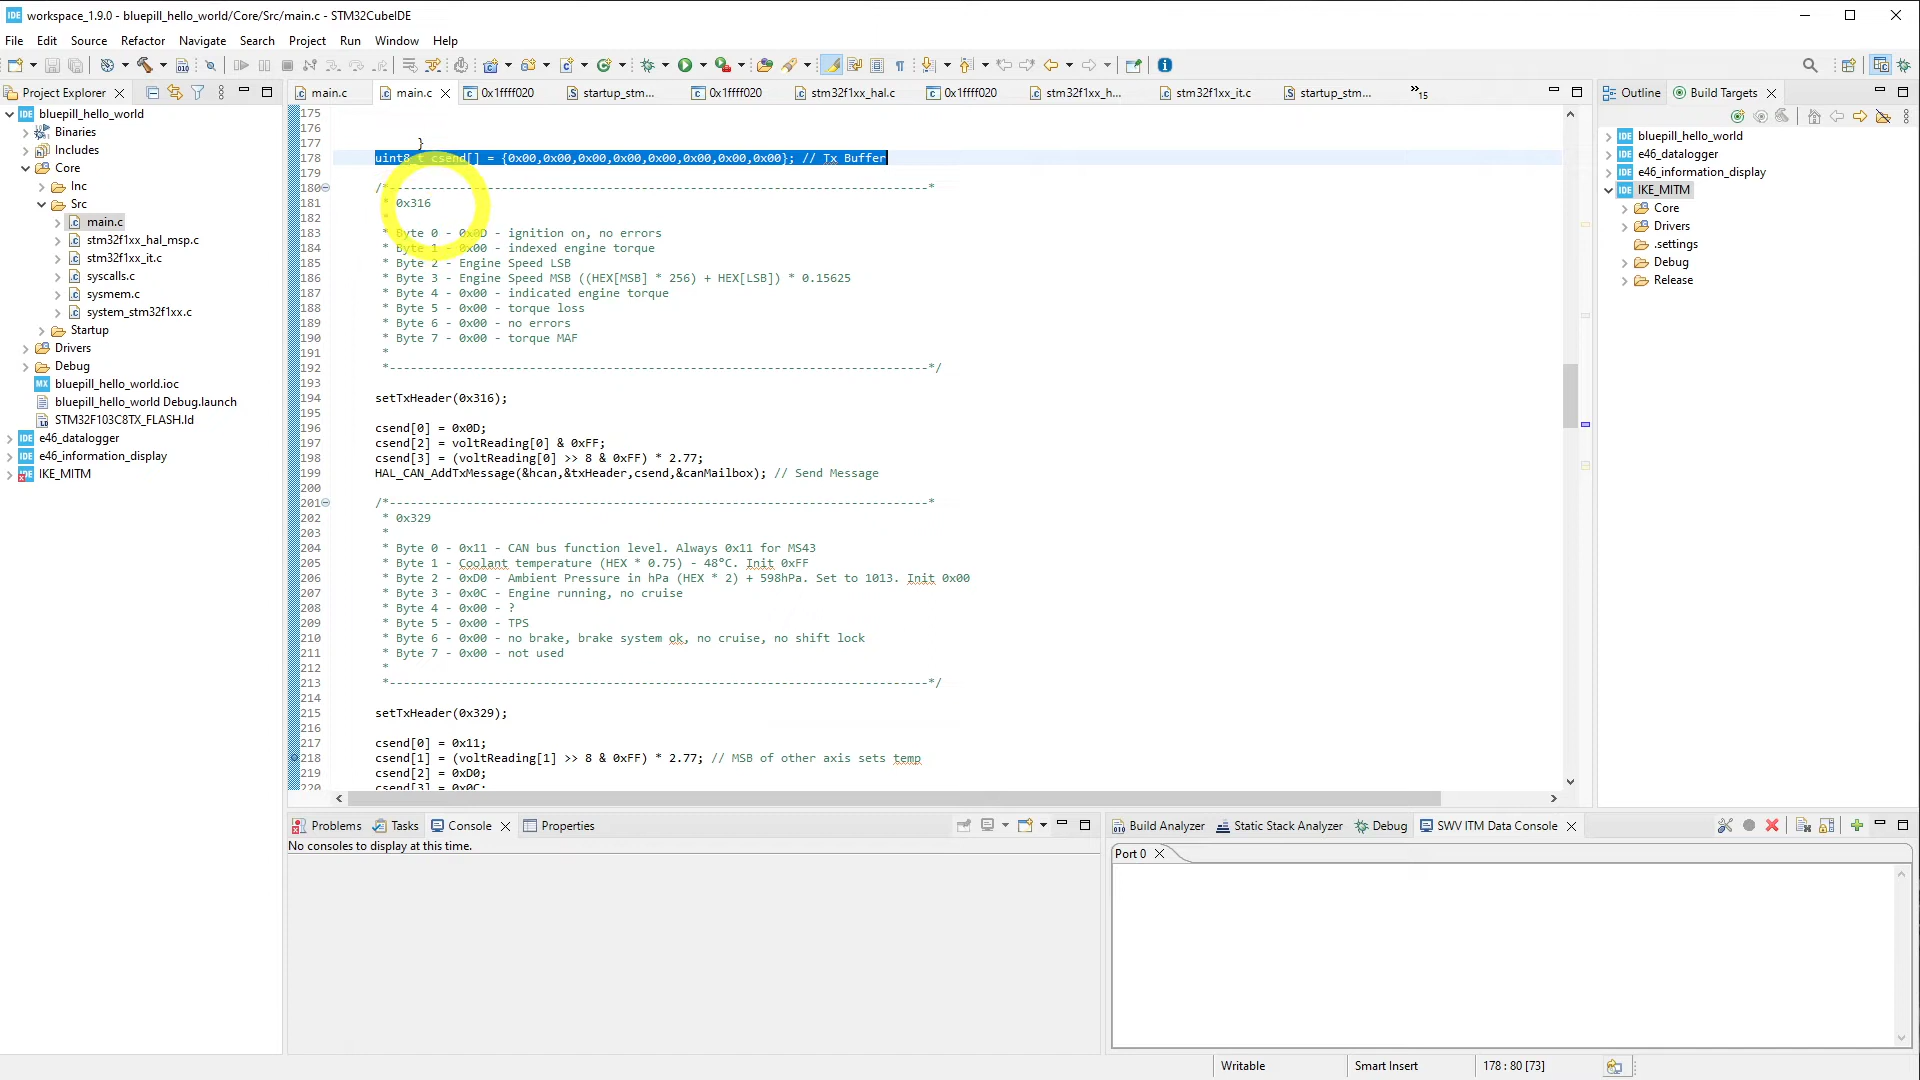 workspace_1.9.0 - bluepill_hello_world/Core/Src/main.c - STM32CubeIDE
File Edit Source Refactor Navigate Search Project Run Window Help
Project Explorer
main.c
main.c
0x1ffff020
startup_stm...
0x1ffff020
stm32f1xx_hal.c
0x1ffff020
stm32f1xx_h...
stm32f1xx_it.c
startup_stm...
»15
Outline
Build Targets
bluepill_hello_world
Binaries
Includes
Core
Inc
Src
main.c
stm32f1xx_hal_msp.c
stm32f1xx_it.c
syscalls.c
sysmem.c
system_stm32f1xx.c
Startup
Drivers
Debug
bluepill_hello_world.ioc
bluepill_hello_world Debug.launch
STM32F103C8TX_FLASH.ld
e46_datalogger
e46_information_display
IKE_MITM
175
176
177 }
178 uint8_t csend[] = {0x00,0x00,0x00,0x00,0x00,0x00,0x00,0x00}; // Tx Buffer
179
180 /*-----------------------------------------------------------------------------*
181 * 0x316
182 *
183 * Byte 0 - 0x0D - ignition on, no errors
184 * Byte 1 - 0x00 - indexed engine torque
185 * Byte 2 - Engine Speed LSB
186 * Byte 3 - Engine Speed MSB ((HEX[MSB] * 256) + HEX[LSB]) * 0.15625
187 * Byte 4 - 0x00 - indicated engine torque
188 * Byte 5 - 0x00 - torque loss
189 * Byte 6 - 0x00 - no errors
190 * Byte 7 - 0x00 - torque MAF
191 *
192 *-----------------------------------------------------------------------------*/
193
194 setTxHeader(0x316);
195
196 csend[0] = 0x0D;
197 csend[2] = voltReading[0] & 0xFF;
198 csend[3] = (voltReading[0] >> 8 & 0xFF) * 2.77;
199 HAL_CAN_AddTxMessage(&hcan,&txHeader,csend,&canMailbox); // Send Message
200
201 /*-----------------------------------------------------------------------------*
202 * 0x329
203 *
204 * Byte 0 - 0x11 - CAN bus function level. Always 0x11 for MS43
205 * Byte 1 - Coolant temperature (HEX * 0.75) - 48°C. Init 0xFF
206 * Byte 2 - 0xD0 - Ambient Pressure in hPa (HEX * 2) + 598hPa. Set to 1013. Init 0x00
207 * Byte 3 - 0x0C - Engine running, no cruise
208 * Byte 4 - 0x00 - ?
209 * Byte 5 - 0x00 - TPS
210 * Byte 6 - 0x00 - no brake, brake system ok, no cruise, no shift lock
211 * Byte 7 - 0x00 - not used
212 *
213 *-----------------------------------------------------------------------------*/
214
215 setTxHeader(0x329);
216
217 csend[0] = 0x11;
218 csend[1] = (voltReading[1] >> 8 & 0xFF) * 2.77; // MSB of other axis sets temp
219 csend[2] = 0xD0;
220 csend[3] = 0x0C;
bluepill_hello_world
e46_datalogger
e46_information_display
IKE_MITM
Core
Drivers
.settings
Debug
Release
Problems Tasks Console Properties
No consoles to display at this time.
Build Analyzer Static Stack Analyzer Debug SWV ITM Data Console
Port 0
Writable Smart Insert 178 : 80 [73]